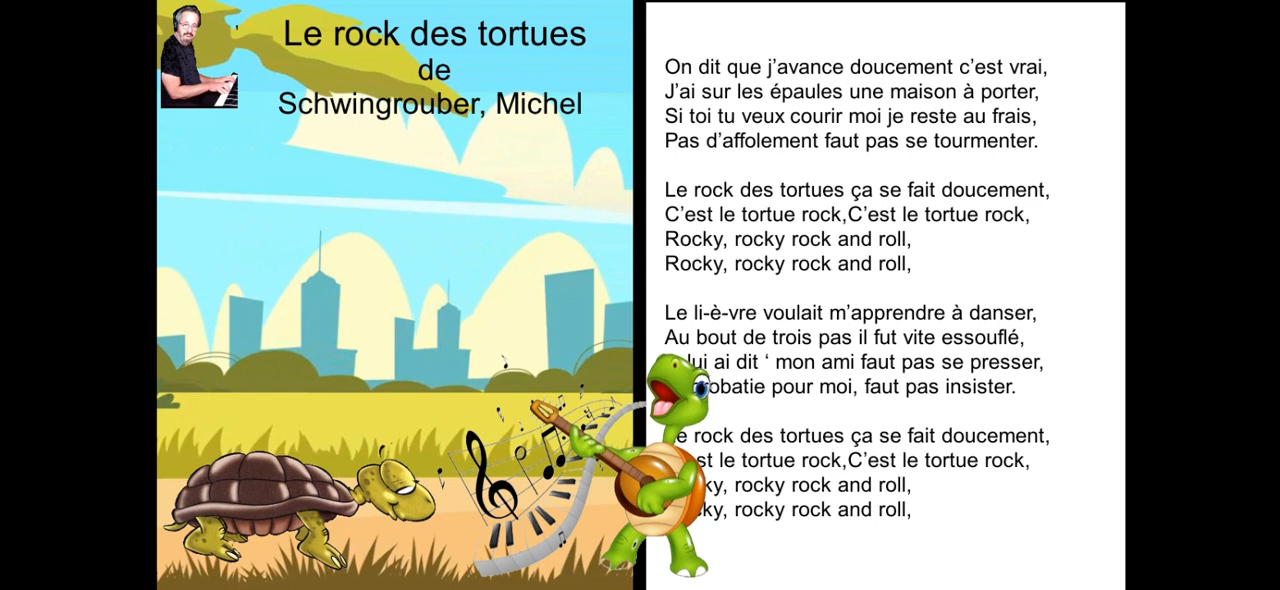 Le rock des tortues
de
Schwingrouber, Michel
On dit que j’avance doucement c’est vrai,
J’ai sur les épaules une maison à porter,
Si toi tu veux courir moi je reste au frais,
Pas d’affolement faut pas se tourmenter.
Le rock des tortues ça se fait doucement,
C’est le tortue rock,C’est le tortue rock,
Rocky, rocky rock and roll,
Rocky, rocky rock and roll,
Le li-è-vre voulait m’apprendre à danser,
Au bout de trois pas il fut vite essouflé,
lui ai dit ‘ mon ami faut pas se presser,
pour moi, faut pas insister.
rock des tortues ça se fait doucement,
le tortue rock,C’est le tortue rock,
rocky rock and roll,
rocky rock and roll,